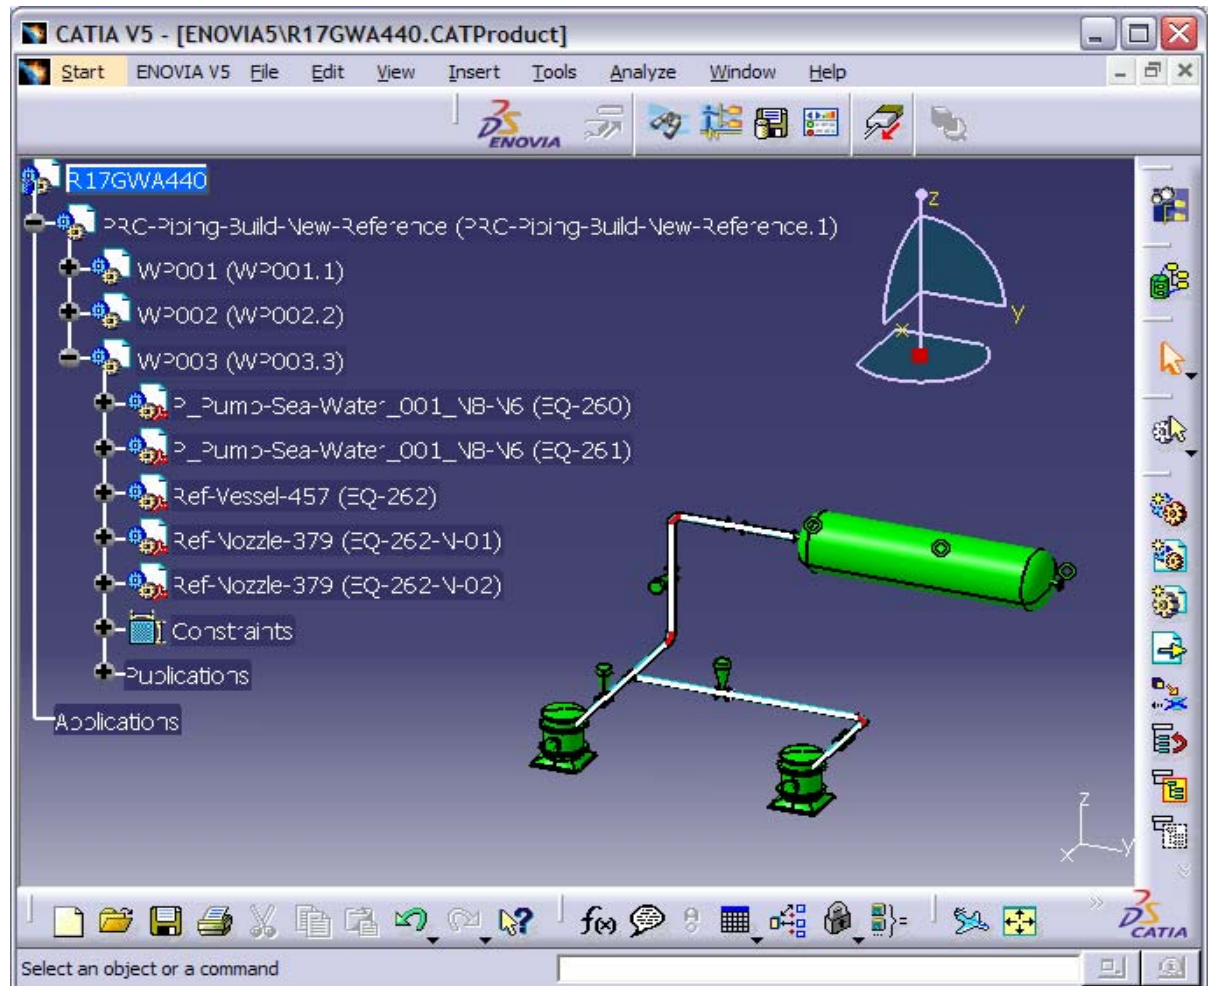 CATIA V5 - [ENOVIA5\R17GWA440.CATProduct]
Start ENOVIA V5 File Edit View Insert Tools Analyze Window Help
DS ENOVIA
R17GWA440
PRC-Piping-Build-New-Reference (PRC-Piping-Build-New-Reference.1)
WP001 (WP001.1)
WP002 (WP002.2)
WP003 (WP003.3)
P_Pump-Sea-Water_001_N8-N6 (EQ-260)
P_Pump-Sea-Water_001_N8-N6 (EQ-261)
Ref-Vessel-457 (EQ-262)
Ref-Nozzle-379 (EQ-262-N-01)
Ref-Nozzle-379 (EQ-262-N-02)
Constraints
Publications
Applications
z
y
x
z
y
x
f(x)
DS CATIA
Select an object or a command